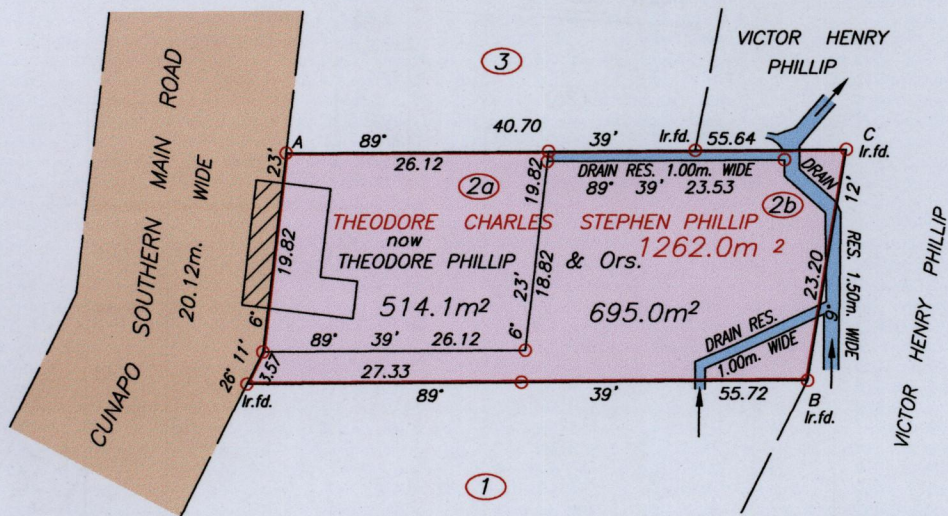 VICTOR HENRY
PHILLIP
3
A
89°
40.70
39'
Ir.fd.
55.64
C
Ir.fd.
23'
26.12
19.82
DRAIN RES. 1.00m. WIDE
89° 39' 23.53
DRAIN
RES. 1.50m. WIDE
12'
2a
2b
CUNAPO SOUTHERN MAIN ROAD
20.12m. WIDE
THEODORE CHARLES STEPHEN PHILLIP
1262.0m²
now
THEODORE PHILLIP & Ors.
19.82
23'
18.82
23.20
514.1m²
695.0m²
6°
6°
9°
DRAIN RES.
1.00m. WIDE
89° 39' 26.12
26° 11'
3.57
27.33
Ir.fd.
89°
39'
55.72
B
Ir.fd.
VICTOR HENRY PHILLIP
1